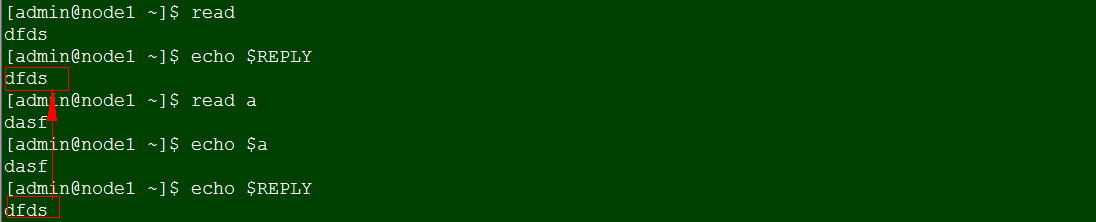 [admin@node1 ~]$ read
dfds
[admin@node1 ~]$ echo $REPLY
dfds
[admin@node1 ~]$ read a
dasf
[admin@node1 ~]$ echo $a
dasf
[admin@node1 ~]$ echo $REPLY
dfds